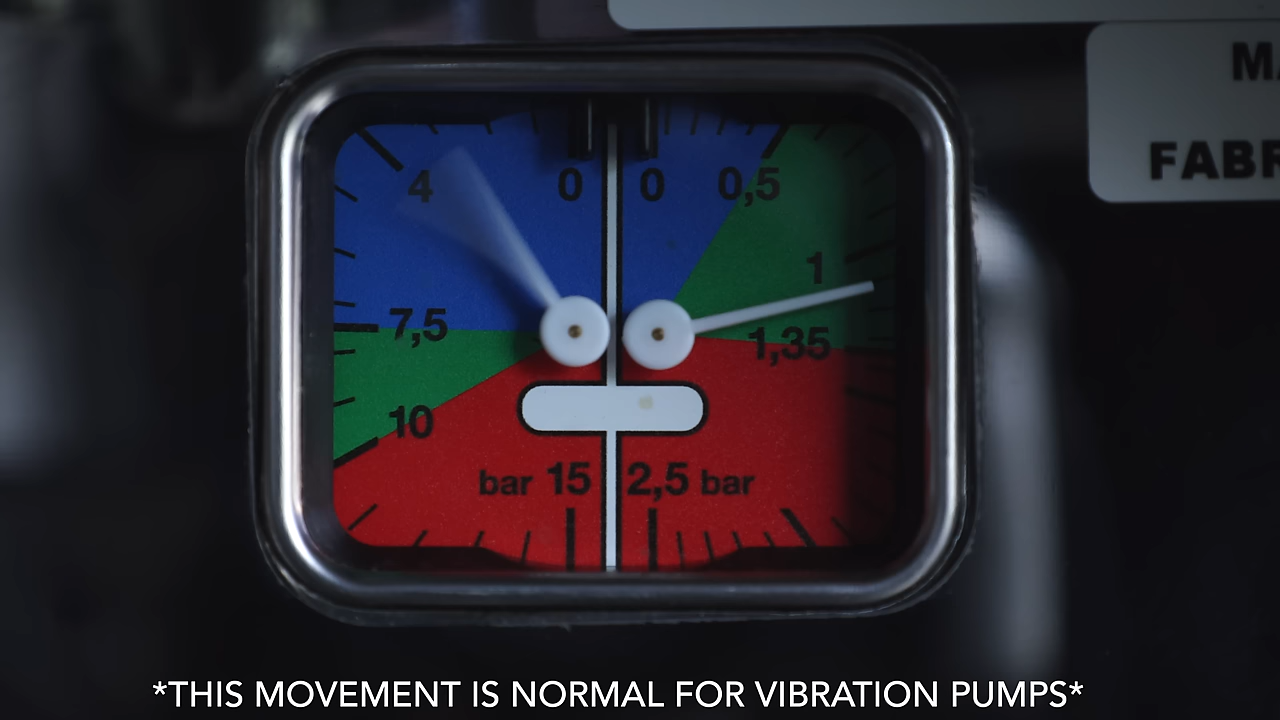 MA
FABR
4 0 0 0,5
1
7,5 1,35
10
bar 15 2,5 bar
*THIS MOVEMENT IS NORMAL FOR VIBRATION PUMPS*